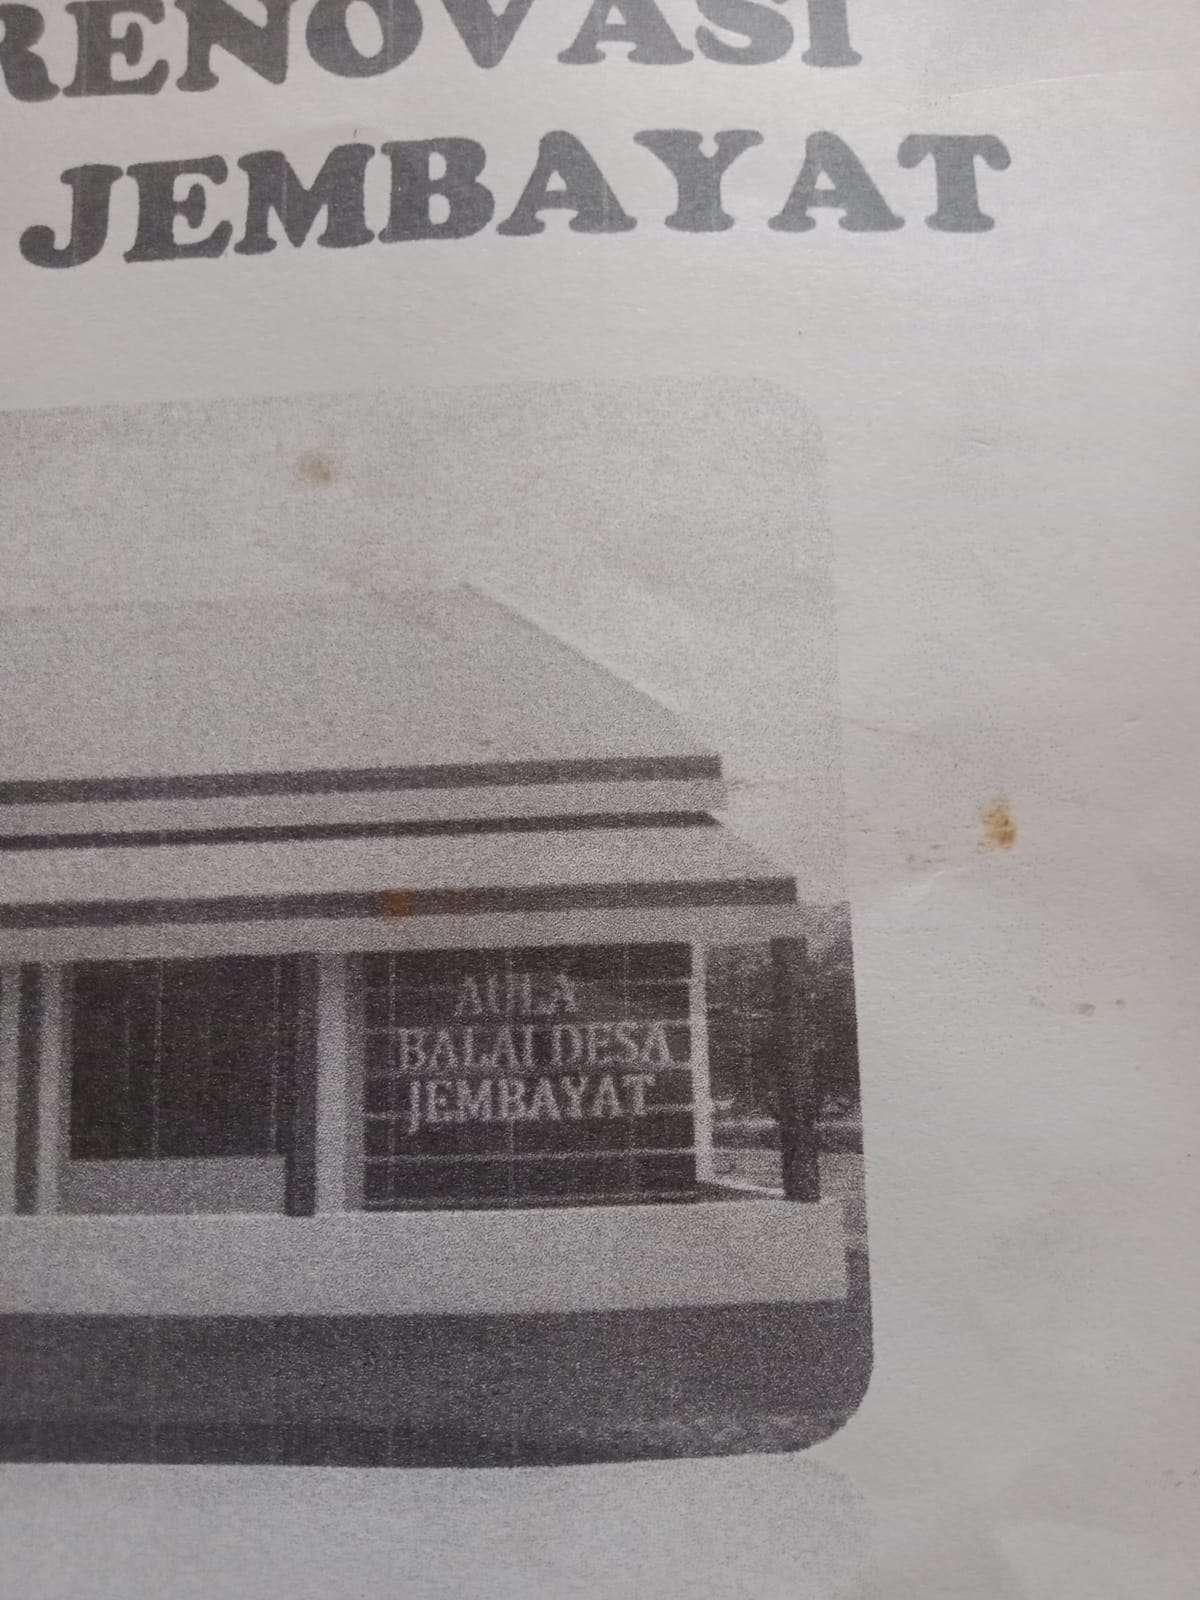 RENOVASI
JEMBAYAT
AULA
BALAI DESA
JEMBAYAT